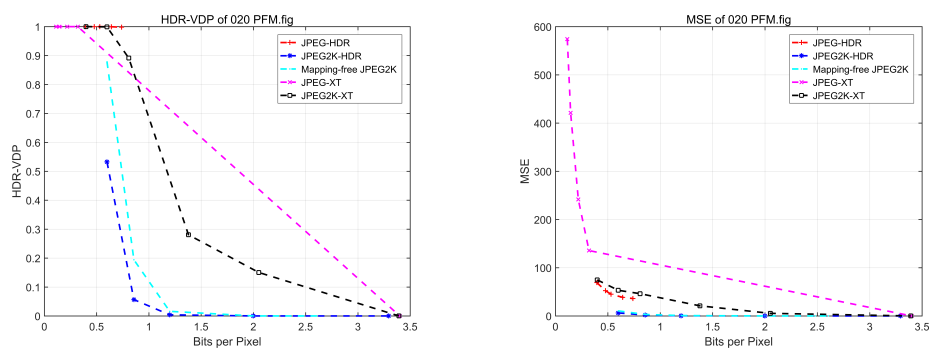 HDR-VDP of 020 PFM.fig
HDR-VDP
1
0.9
0.8
0.7
0.6
0.5
0.4
0.3
0.2
0.1
0
0 0.5 1 1.5 2 2.5 3 3.5
Bits per Pixel
JPEG-HDR
JPEG2K-HDR
Mapping-free JPEG2K
JPEG-XT
JPEG2K-XT
MSE of 020 PFM.fig
MSE
600
500
400
300
200
100
0
0 0.5 1 1.5 2 2.5 3 3.5
Bits per Pixel
JPEG-HDR
JPEG2K-HDR
Mapping-free JPEG2K
JPEG-XT
JPEG2K-XT